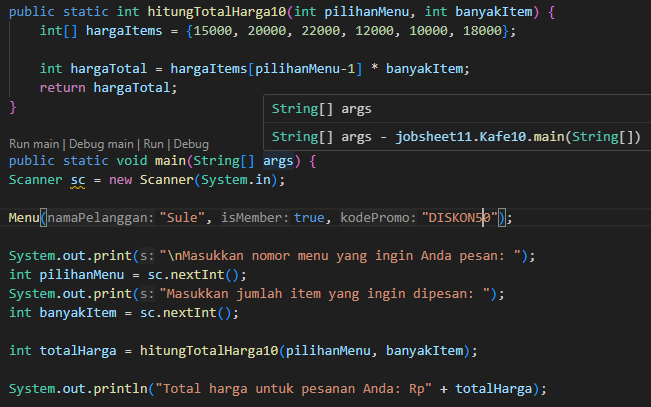 public static int hitungTotalHarga10(int pilihanMenu, int banyakItem) {
int[] hargaItems = {15000, 20000, 22000, 12000, 10000, 18000};
int hargaTotal = hargaItems[pilihanMenu-1] * banyakItem;
return hargaTotal;
}
String[] args
String[] args - jobsheet11.Kafe10.main(String[])
Run main | Debug main | Run | Debug
public static void main(String[] args) {
Scanner sc = new Scanner(System.in);
Menu(namaPelanggan: "Sule", isMember: true, kodePromo: "DISKON50");
System.out.print(s: "\nMasukkan nomor menu yang ingin Anda pesan: ");
int pilihanMenu = sc.nextInt();
System.out.print(s: "Masukkan jumlah item yang ingin dipesan: ");
int banyakItem = sc.nextInt();
int totalHarga = hitungTotalHarga10(pilihanMenu, banyakItem);
System.out.println("Total harga untuk pesanan Anda: Rp" + totalHarga);